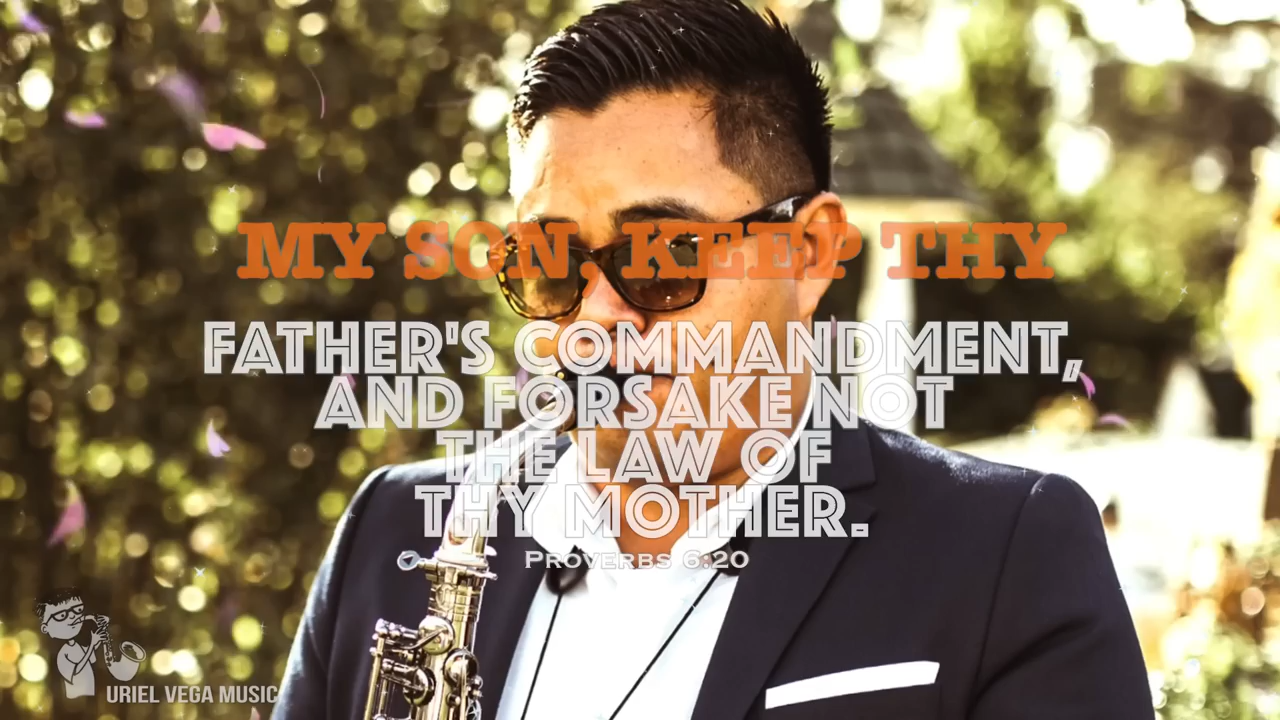 MY SON, KEEP THY
FATHER'S COMMANDMENT,
AND FORSAKE NOT
THE LAW OF
THY MOTHER.
PROVERBS 6:20
URIEL VEGA MUSIC